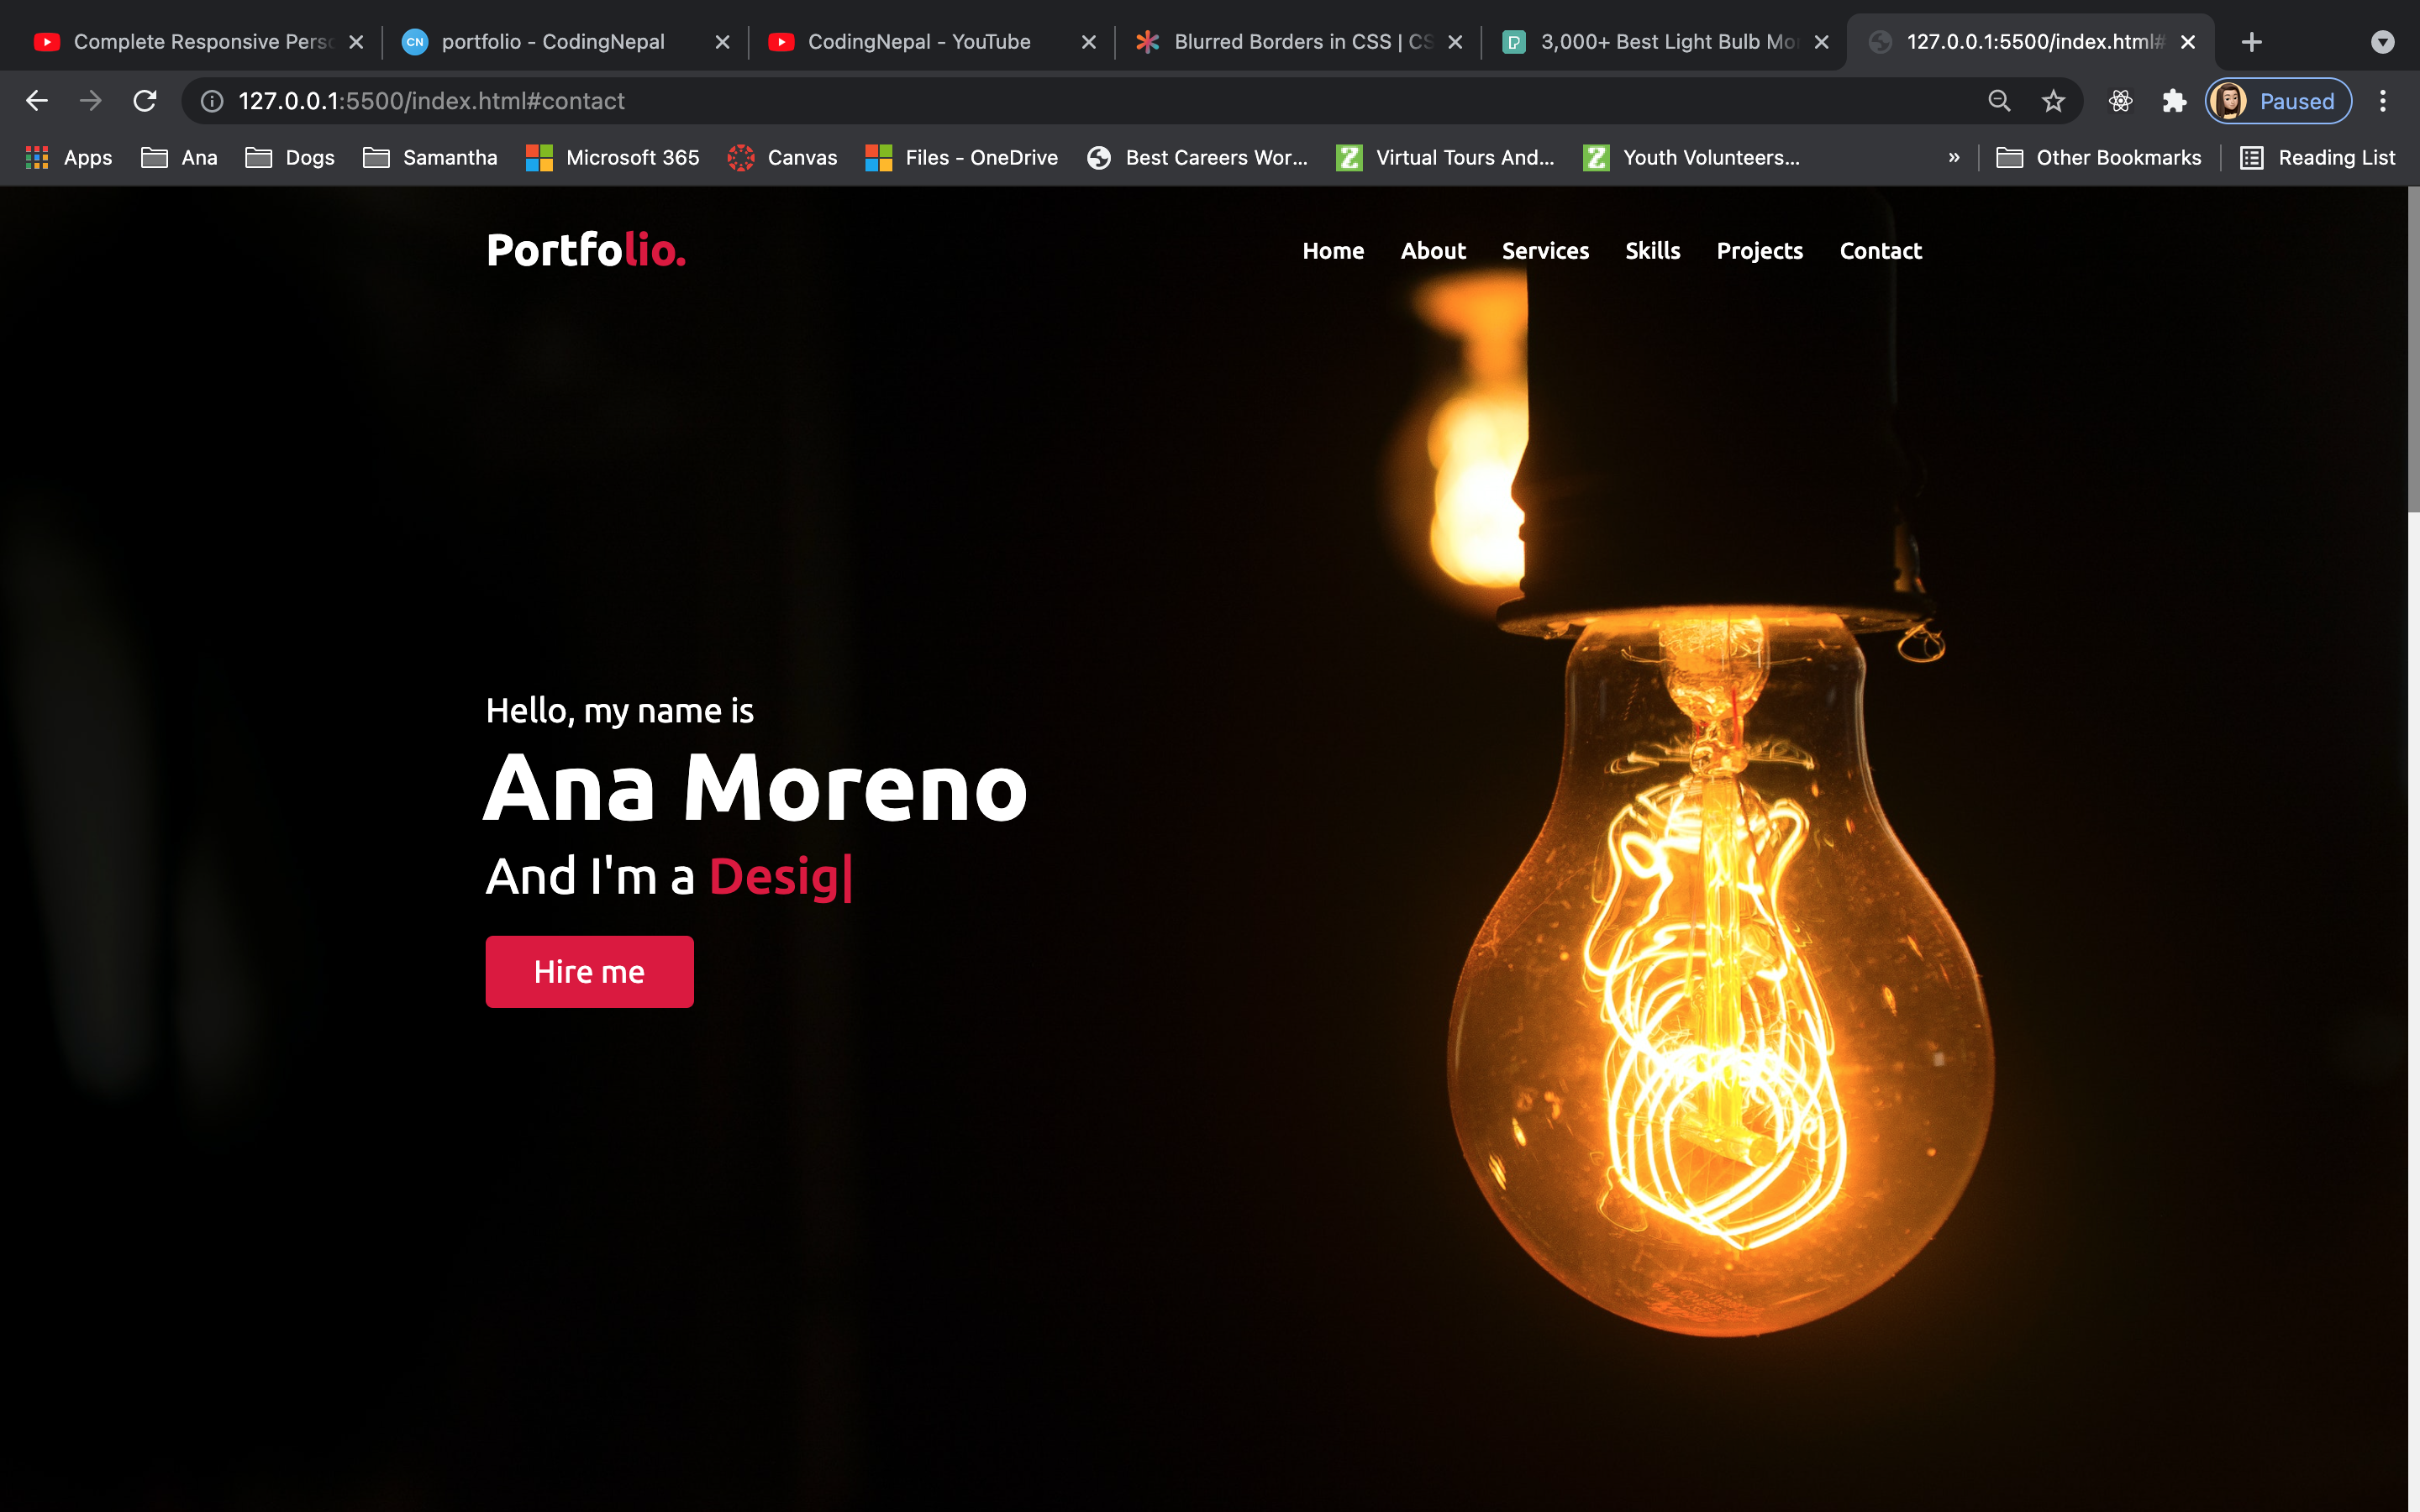 Complete Responsive Pers
portfolio - CodingNepal
CodingNepal - YouTube
Blurred Borders in CSS | CS
3,000+ Best Light Bulb Mo
127.0.0.1:5500/index.html#
127.0.0.1:5500/index.html#contact
Paused
Apps
Ana
Dogs
Samantha
Microsoft 365
Canvas
Files - OneDrive
Best Careers Wor...
Virtual Tours And...
Youth Volunteers...
»
Other Bookmarks
Reading List
Portfolio.
Home
About
Services
Skills
Projects
Contact
Hello, my name is
Ana Moreno
And I'm a Desig|
Hire me